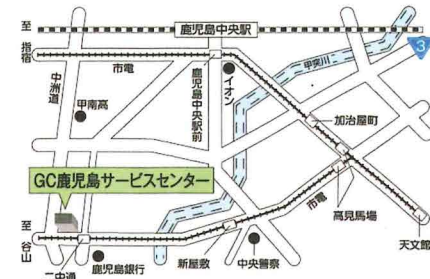 至
指宿
鹿児島中央駅
3
市電
中洲通
甲南高
鹿児島中央駅前
イオン
甲突川
加治屋町
GC鹿児島サービスセンター
高見馬場
市電
天文館
至
谷山
二中通
鹿児島銀行
新屋敷
中央警察